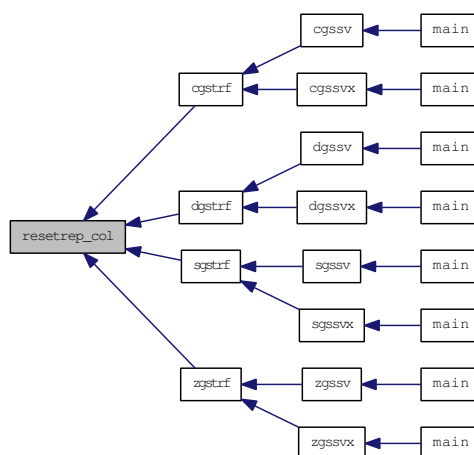 cgssv main
cgstrf cgssvx main
dgssv main
dgstrf dgssvx main
resetrep_col
sgstrf sgssv main
sgssvx main
zgstrf zgssv main
zgssvx main